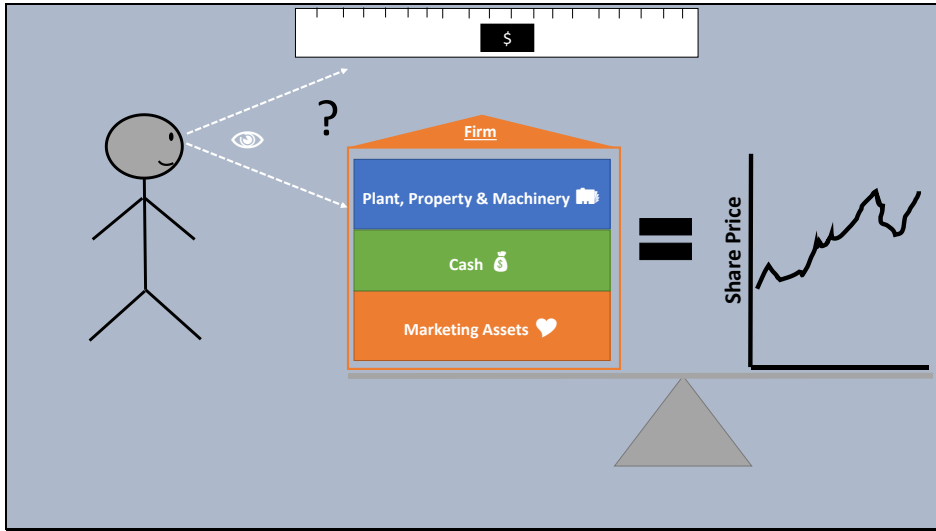 $
?
Firm
Plant, Property & Machinery
Cash
$
Marketing Assets
Share Price